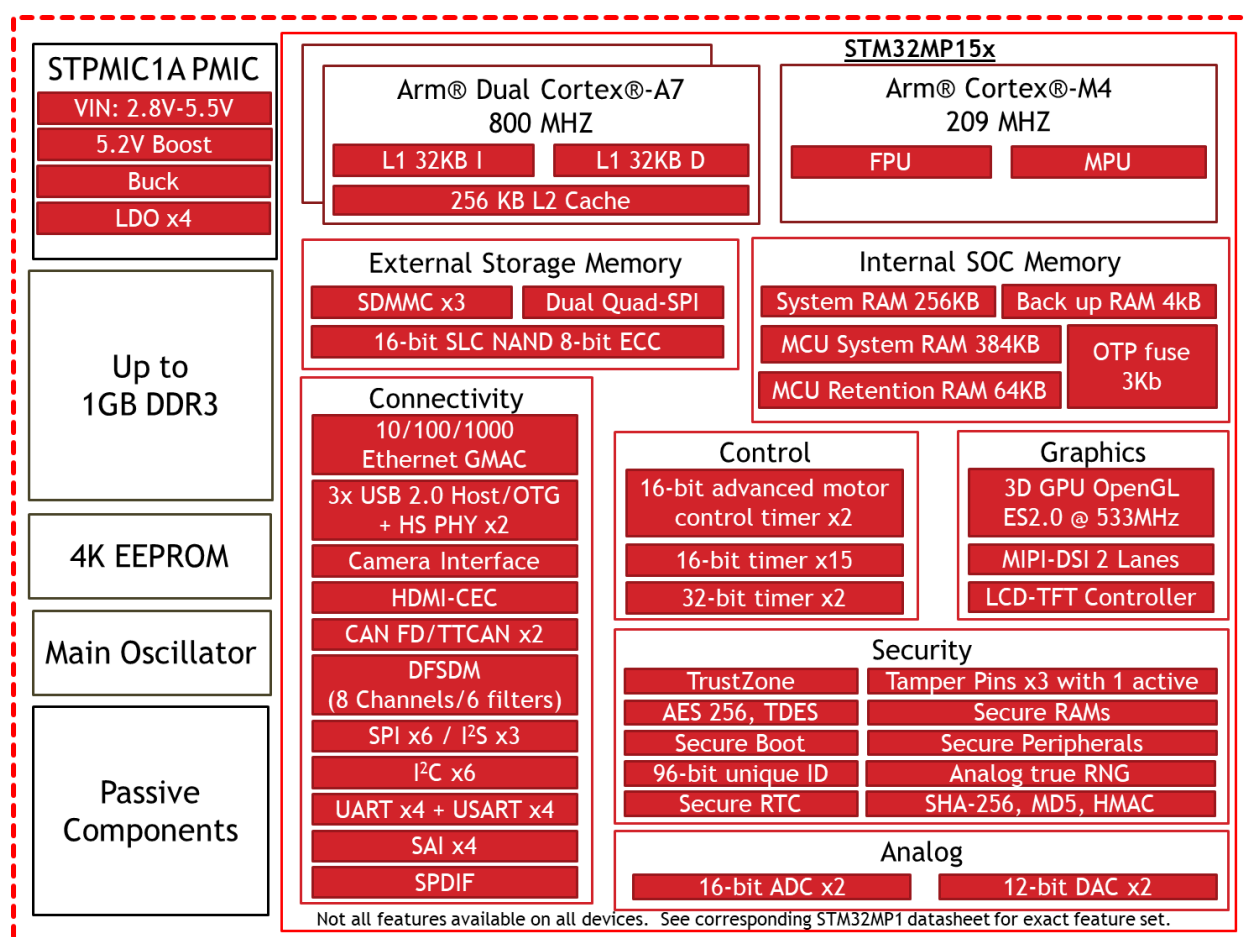 STPMIC1A PMIC
VIN: 2.8V-5.5V
5.2V Boost
Buck
LDO x4
Up to
1GB DDR3
4K EEPROM
Main Oscillator
Passive
Components
STM32MP15x
Arm® Dual Cortex®-A7
800 MHZ
L1 32KB I
L1 32KB D
256 KB L2 Cache
Arm® Cortex®-M4
209 MHZ
FPU
MPU
External Storage Memory
SDMMC x3
Dual Quad-SPI
16-bit SLC NAND 8-bit ECC
Internal SOC Memory
System RAM 256KB
Back up RAM 4kB
MCU System RAM 384KB
OTP fuse
3Kb
MCU Retention RAM 64KB
Connectivity
10/100/1000
Ethernet GMAC
3x USB 2.0 Host/OTG
+ HS PHY x2
Camera Interface
HDMI-CEC
CAN FD/TTCAN x2
DFSDM
(8 Channels/6 filters)
SPI x6 / I²S x3
I²C x6
UART x4 + USART x4
SAI x4
SPDIF
Control
16-bit advanced motor
control timer x2
16-bit timer x15
32-bit timer x2
Graphics
3D GPU OpenGL
ES2.0 @ 533MHz
MIPI-DSI 2 Lanes
LCD-TFT Controller
Security
TrustZone
Tamper Pins x3 with 1 active
AES 256, TDES
Secure RAMs
Secure Boot
Secure Peripherals
96-bit unique ID
Analog true RNG
Secure RTC
SHA-256, MD5, HMAC
Analog
16-bit ADC x2
12-bit DAC x2
Not all features available on all devices. See corresponding STM32MP1 datasheet for exact feature set.